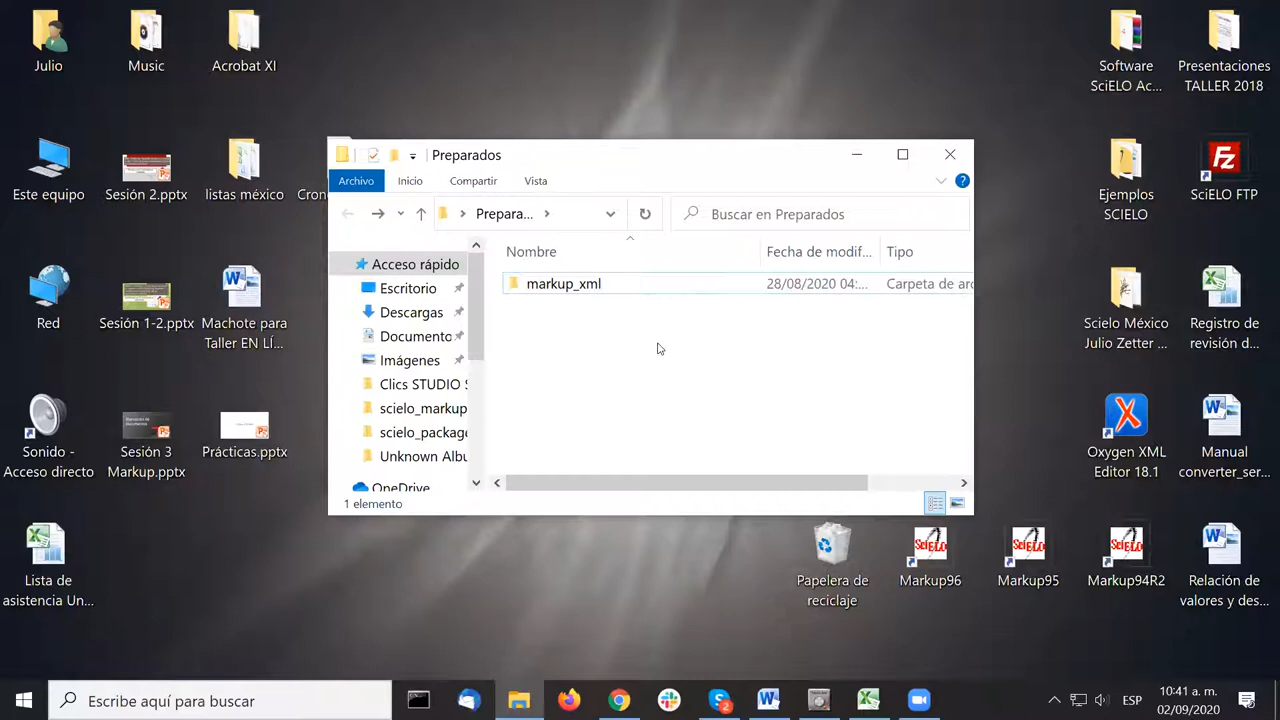 Julio
Music
Acrobat XI
Software
SciELO Ac...
Presentaciones
TALLER 2018
Este equipo
Sesión 2.pptx
listas méxico
Cron
Ejemplos
SCIELO
SciELO FTP
Red
Sesión 1-2.pptx
Machote para
Taller EN LÍ...
Scielo México
Julio Zetter ...
Registro de
revisión d...
Sonido -
Acceso directo
Sesión 3
Markup.pptx
Prácticas.pptx
Oxygen XML
Editor 18.1
Manual
converter_ser...
Lista de
asistencia Un...
Papelera de
reciclaje
Markup96
Markup95
Markup94R2
Relación de
valores y des...
Preparados
Archivo
Inicio
Compartir
Vista
Prepara...
Buscar en Preparados
Nombre
Fecha de modif...
Tipo
markup_xml
28/08/2020 04:...
Carpeta de arc
Acceso rápido
Escritorio
Descargas
Documento
Imágenes
Clics STUDIO S
scielo_markup
scielo_package
Unknown Albu
OneDrive
1 elemento
Escribe aquí para buscar
ESP
10:41 a. m.
02/09/2020